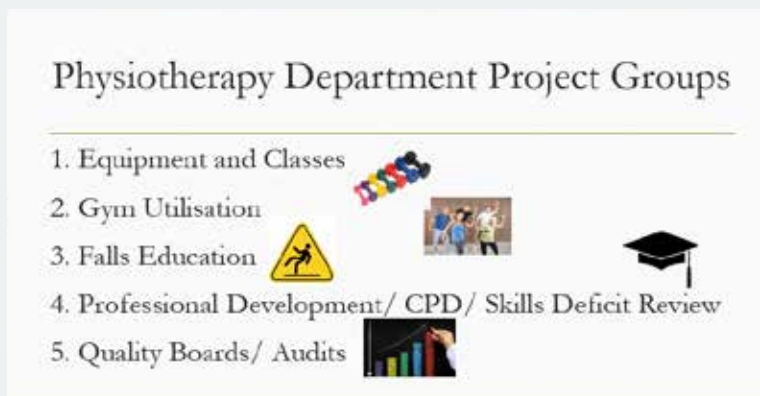 Physiotherapy Department Project Groups
1. Equipment and Classes
2. Gym Utilisation
3. Falls Education
4. Professional Development/ CPD/ Skills Deficit Review
5. Quality Boards/ Audits